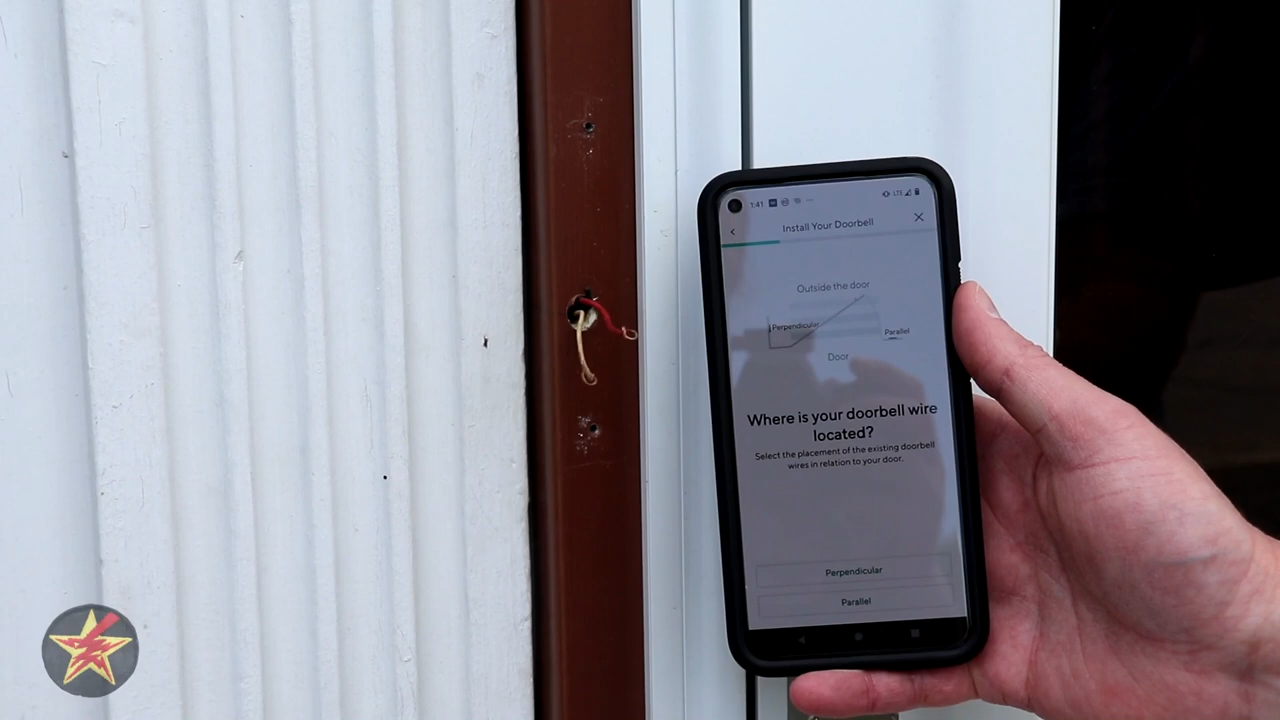 1:41
LTE
Install Your Doorbell
Outside the door
Perpendicular
Parallel
Door
Where is your doorbell wire
located?
Select the placement of the existing doorbell
wires in relation to your door.
Perpendicular
Parallel